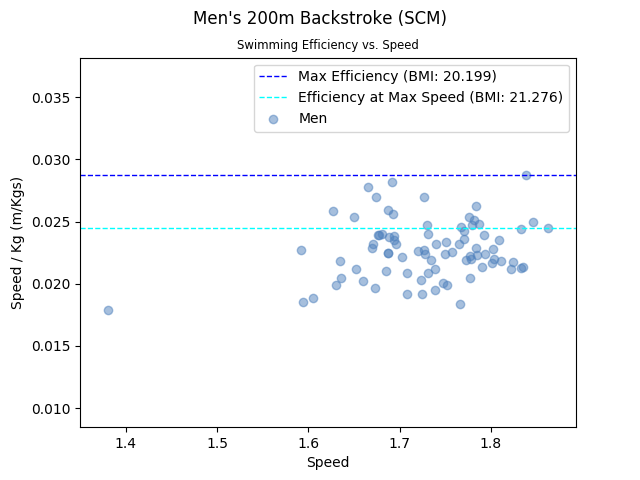 Men's 200m Backstroke (SCM)
Swimming Efficiency vs. Speed
Max Efficiency (BMI: 20.199)
Efficiency at Max Speed (BMI: 21.276)
Men
Speed / Kg (m/Kgs)
0.035
0.030
0.025
0.020
0.015
0.010
1.4 1.5 1.6 1.7 1.8
Speed